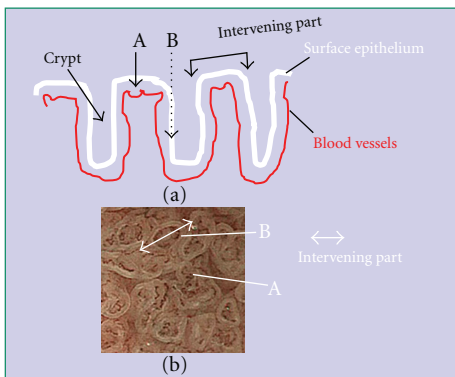 Intervening part
A
B
Surface epithelium
Crypt
Blood vessels
(a)
B
Intervening part
A
(b)